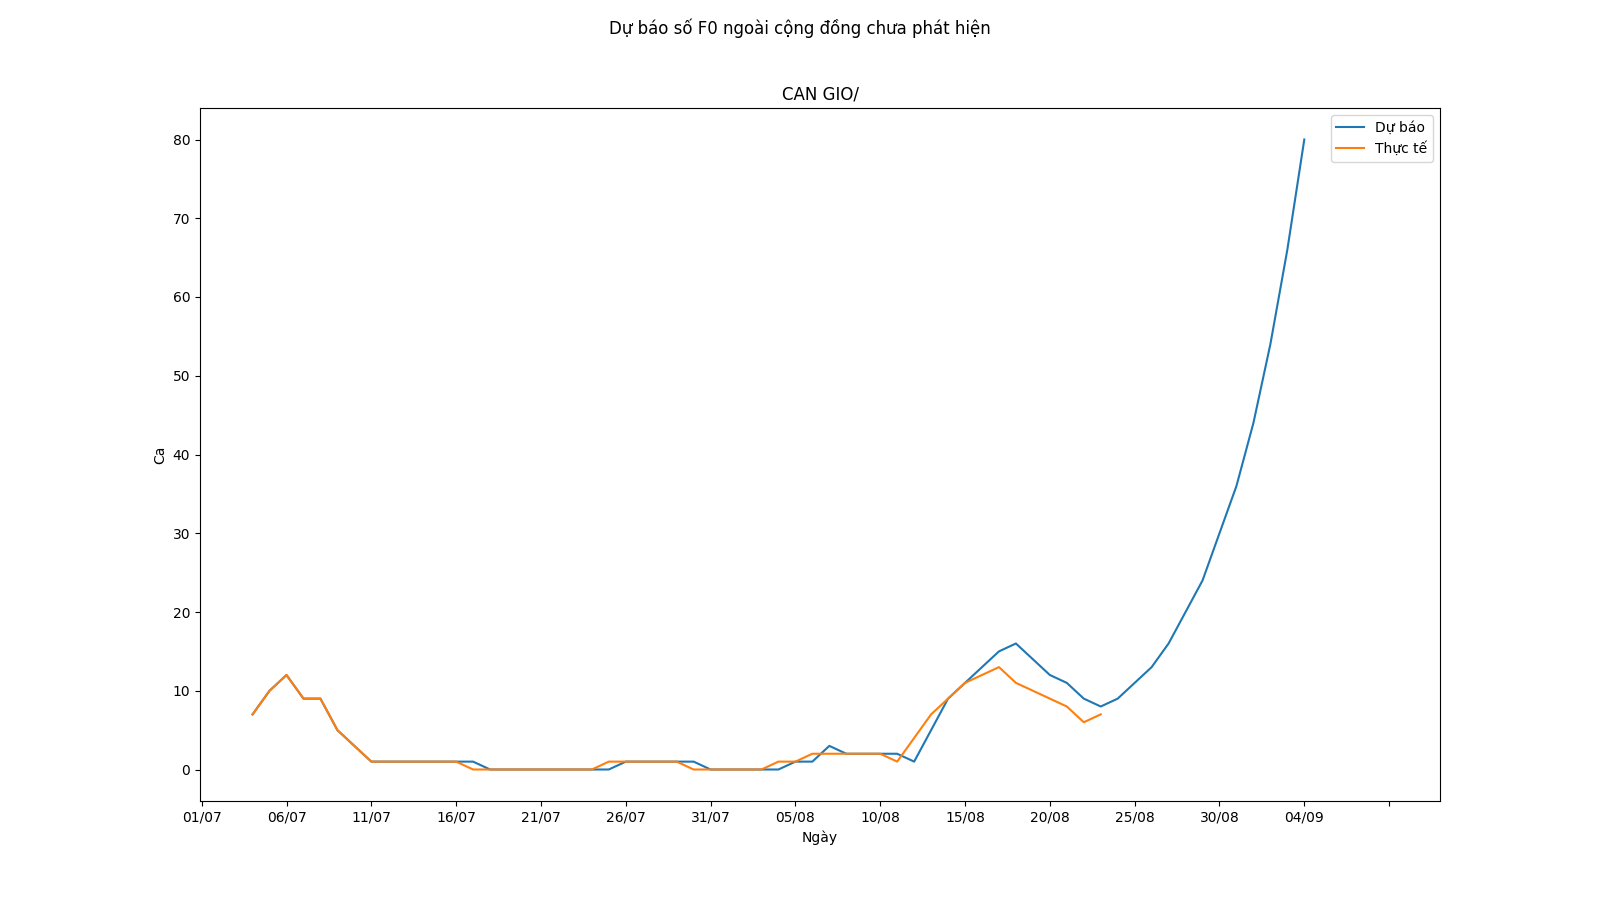 Dự báo số F0 ngoài cộng đồng chưa phát hiện
CAN GIO/
Dự báo
Thực tế
80
70
60
50
40
30
20
10
0
Ca
01/07 06/07 11/07 16/07 21/07 26/07 31/07 05/08 10/08 15/08 20/08 25/08 30/08 04/09
Ngày